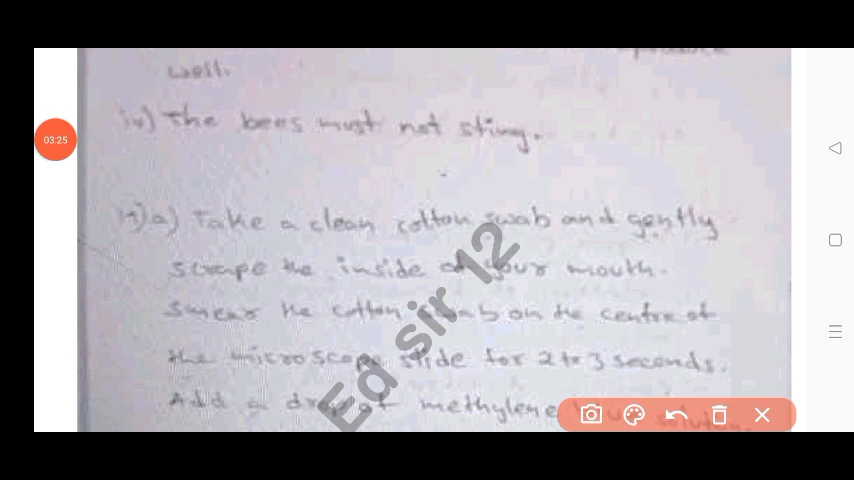 well.
iv) The bees must not sting.
03:25
19)a) Take a clean cotton swab and gently
scrape the inside of your mouth.
Smear the cotton swab on the centre of
the microscope slide for 2 to 3 seconds.
Add a drop of methylene solution.
Ed sir 12